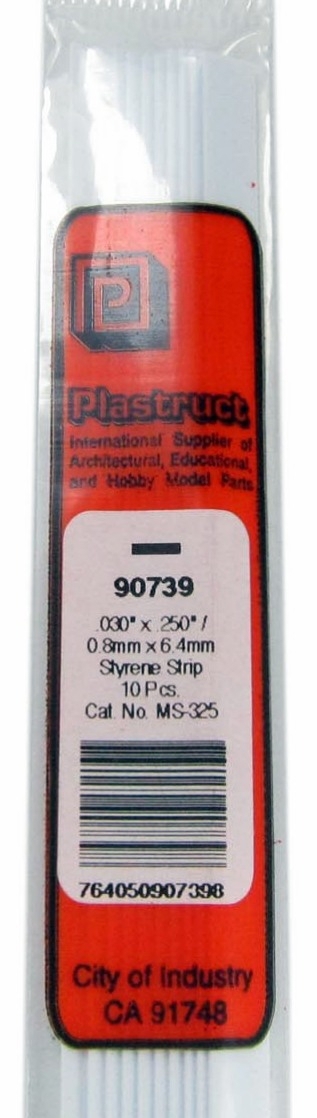 P
Plastruct
International Supplier of
Architectural, Educational,
and Hobby Model Parts
90739
.030" x .250" /
0.8mm x 6.4mm
Styrene Strip
10 Pcs.
Cat. No. MS-325
764050907398
City of Industry
CA 91748